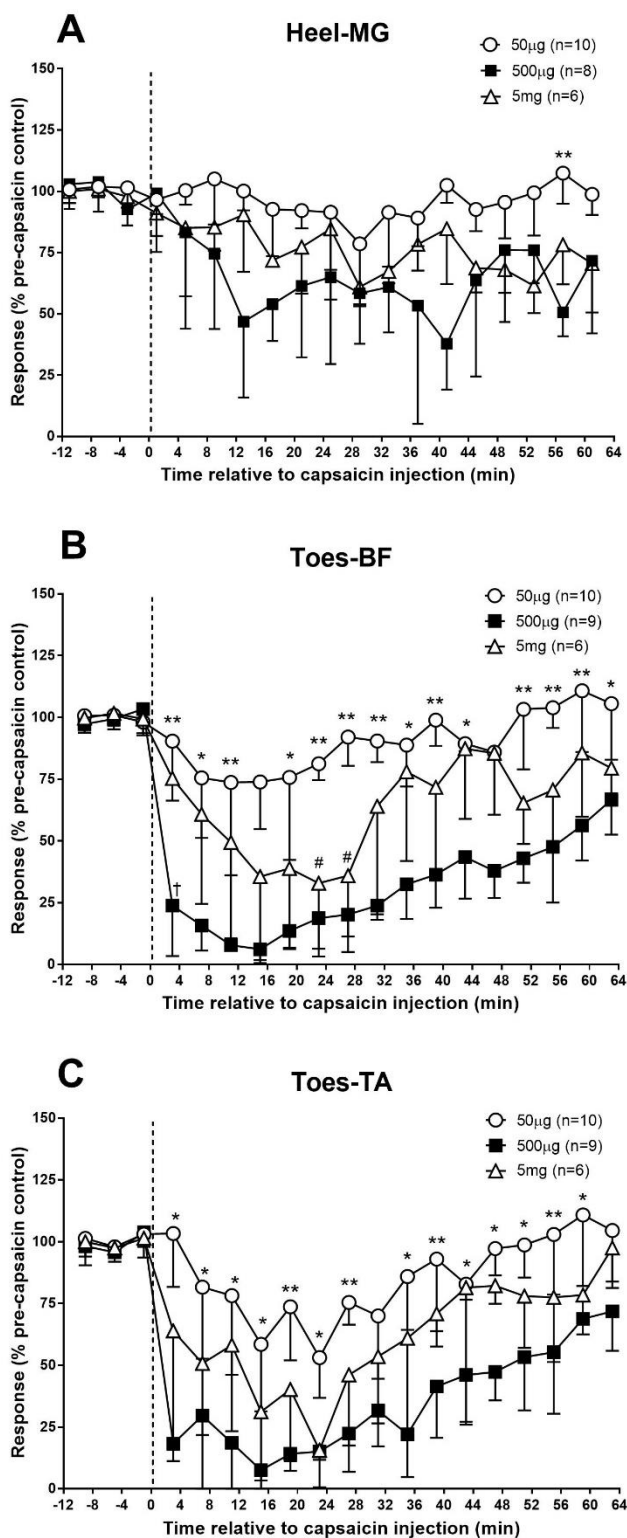 A
Heel-MG
50µg (n=10)
500µg (n=8)
5mg (n=6)
150
125
100
75
50
25
0
**
Response (% pre-capsaicin control)
-12 -8 -4 0 4 8 12 16 20 24 28 32 36 40 44 48 52 56 60 64
Time relative to capsaicin injection (min)
B
Toes-BF
50µg (n=10)
500µg (n=9)
5mg (n=6)
150
125
100
75
50
25
0
** * ** * ** ** ** * ** * ** ** ** *
# #
†
Response (% pre-capsaicin control)
-12 -8 -4 0 4 8 12 16 20 24 28 32 36 40 44 48 52 56 60 64
Time relative to capsaicin injection (min)
C
Toes-TA
50µg (n=10)
500µg (n=9)
5mg (n=6)
150
125
100
75
50
25
0
* * * * ** * ** * ** * * * ** *
Response (% pre-capsaicin control)
-12 -8 -4 0 4 8 12 16 20 24 28 32 36 40 44 48 52 56 60 64
Time relative to capsaicin injection (min)